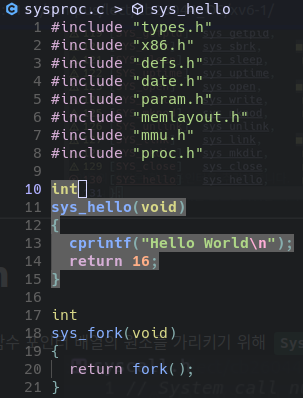 sysproc.c > sys_hello
1 #include "types.h"
2 #include "x86.h"
3 #include "defs.h"
4 #include "date.h"
5 #include "param.h"
6 #include "memlayout.h"
7 #include "mmu.h"
8 #include "proc.h"
9
10 int
11 sys_hello(void)
12 {
13   cprintf("Hello World\n");
14   return 16;
15 }
16
17 int
18 sys_fork(void)
19 {
20   return fork();
21 }